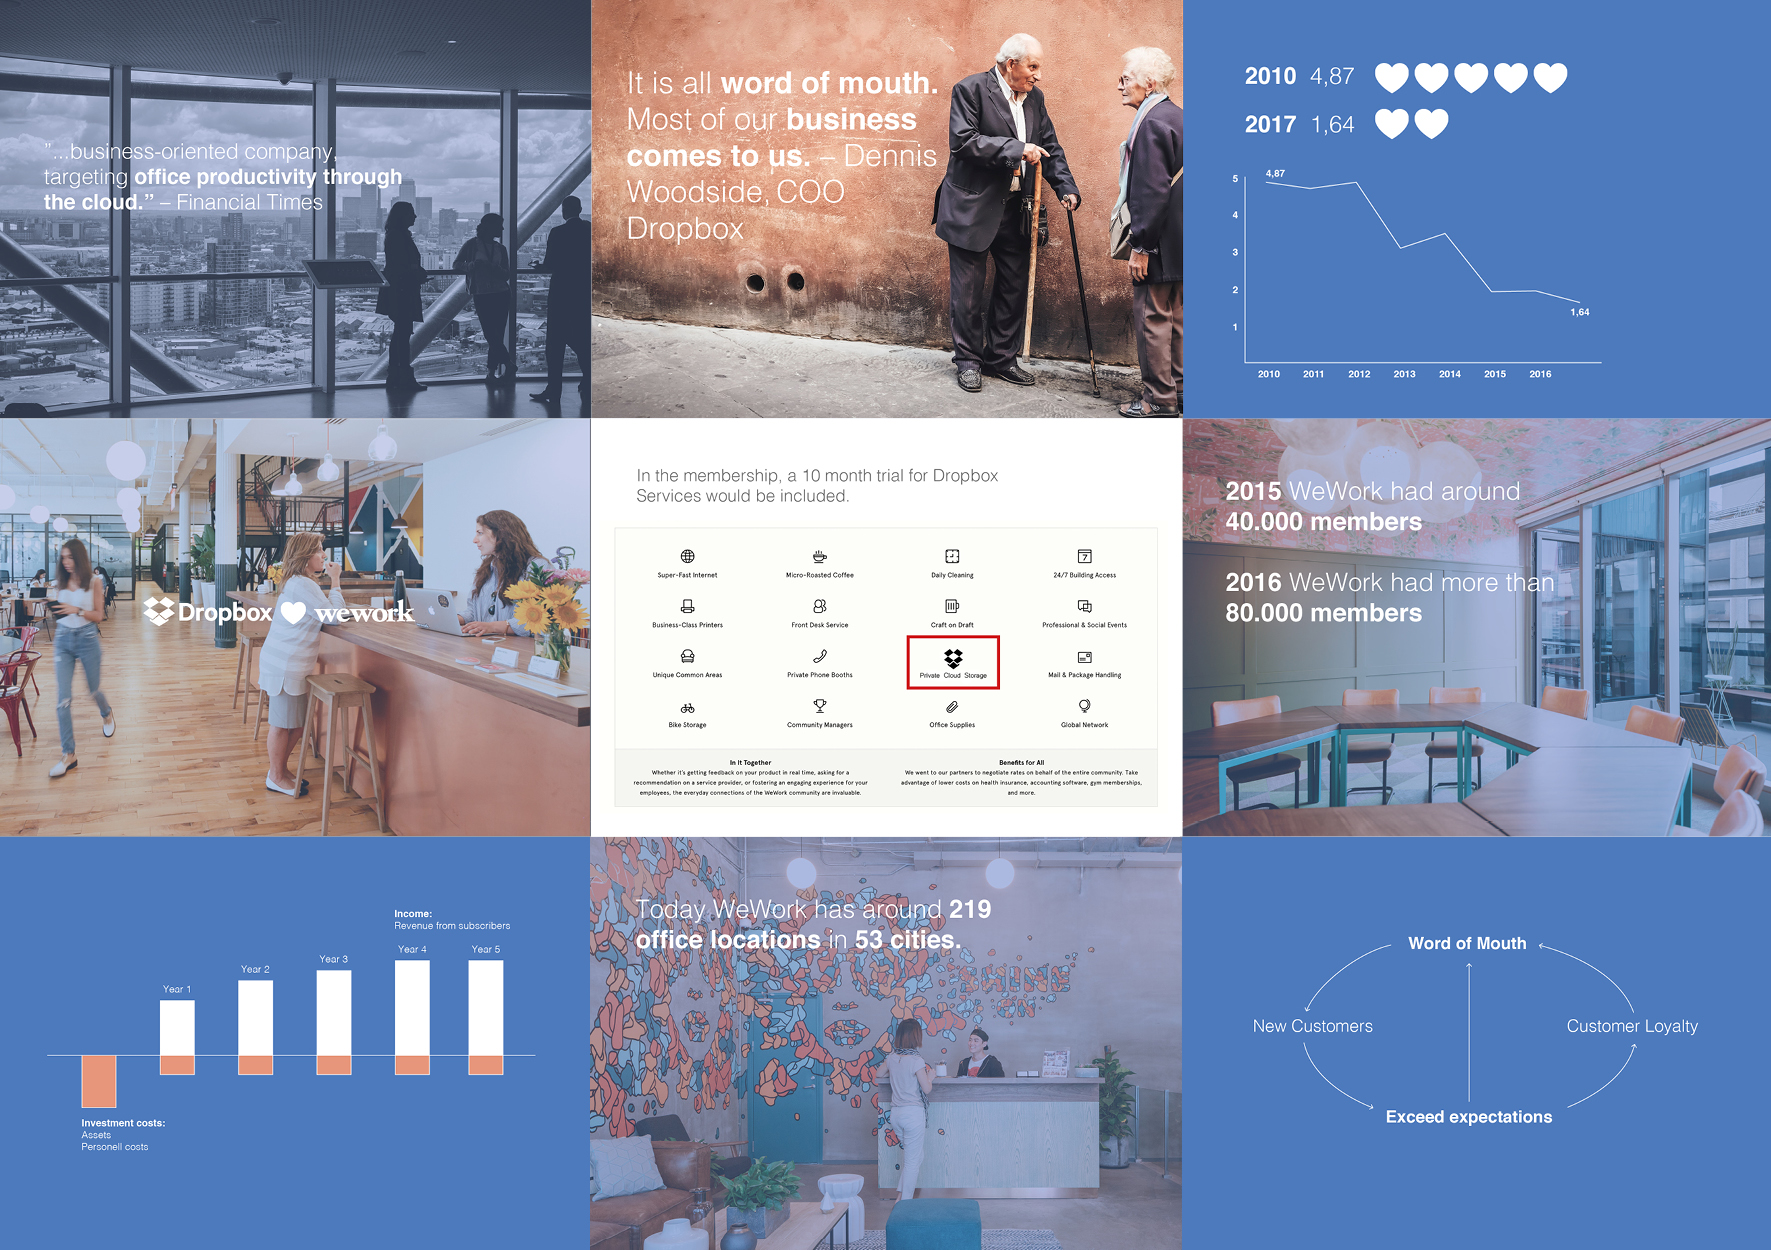 "...business-oriented company,
targeting office productivity through
the cloud." – Financial Times
It is all word of mouth.
Most of our business
comes to us. – Dennis
Woodside, COO
Dropbox
2010 4,87
2017 1,64
5 4,87
4
3
2
1
1,64
2010 2011 2012 2013 2014 2015 2016
Dropbox wework
In the membership, a 10 month trial for Dropbox
Services would be included.
Super-Fast Internet Micro-Roasted Coffee Daily Cleaning 24/7 Building Access
7
Business-Class Printers Front Desk Service Craft on Draft Professional & Social Events
Unique Common Areas Private Phone Booths Private Cloud Storage Mail & Package Handling
Bike Storage Community Managers Office Supplies Global Network
In It Together
Whether it's getting feedback on your product in real time, asking for a
recommendation on a service provider, or fostering an engaging experience for your
employees, the everyday connections of the WeWork community are invaluable.
Benefits for All
We went to our partners to negotiate rates on behalf of the entire community. Take
advantage of lower costs on health insurance, accounting software, gym memberships,
and more.
2015 WeWork had around
40.000 members
2016 WeWork had more than
80.000 members
Income:
Revenue from subscribers
Year 1 Year 2 Year 3 Year 4 Year 5
Investment costs:
Assets
Personell costs
Today WeWork has around 219
office locations in 53 cities.
SHINE
ON
Word of Mouth
New Customers
Customer Loyalty
Exceed expectations